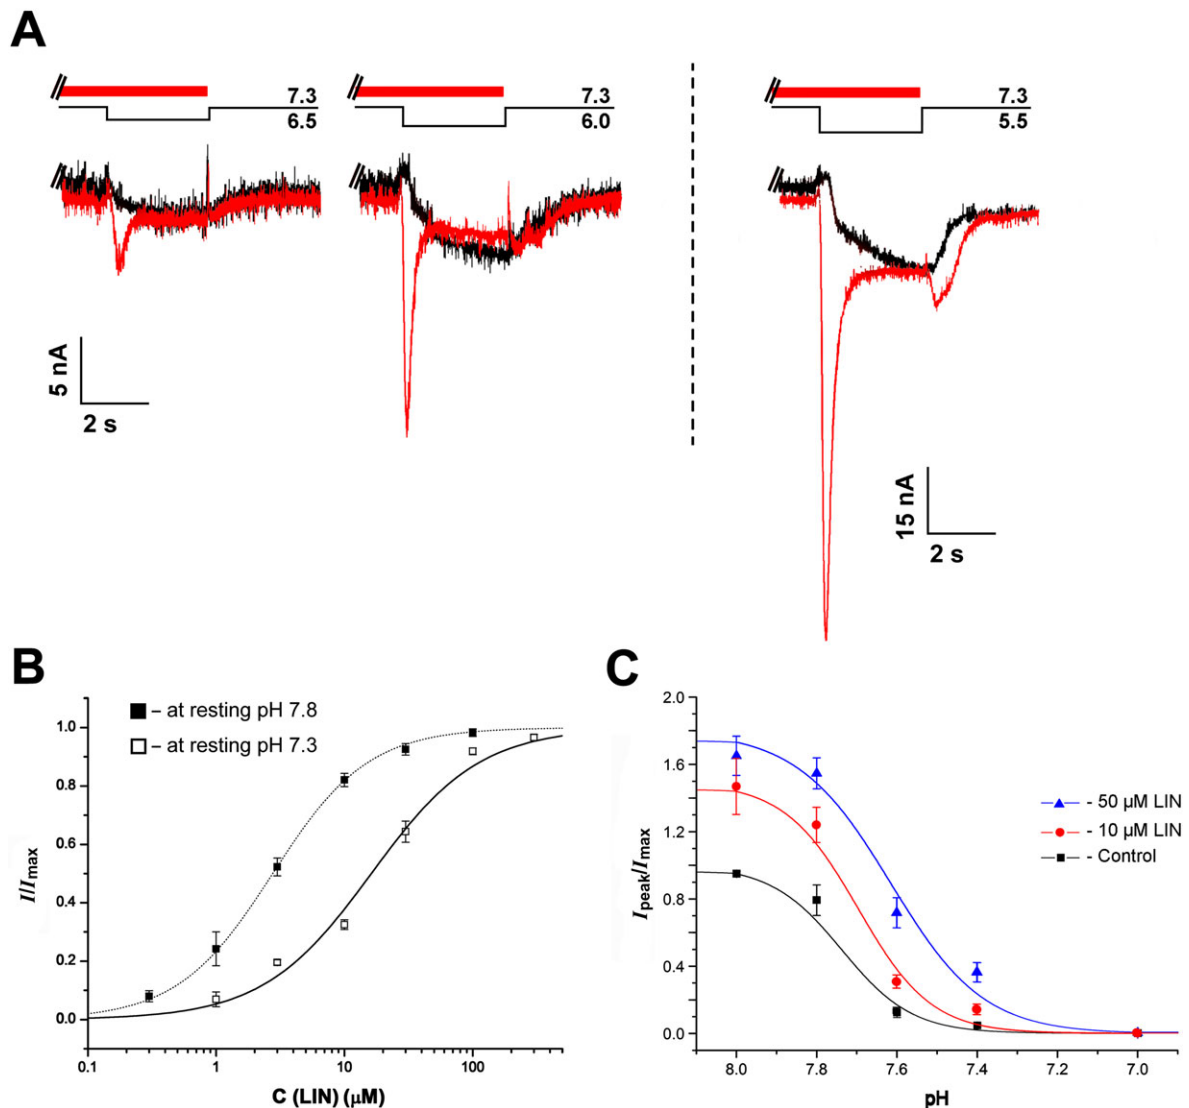 A
7.3
6.5
7.3
6.0
7.3
5.5
5 nA
2 s
15 nA
2 s
B
■ – at resting pH 7.8
□ – at resting pH 7.3
1.0
0.8
0.6
0.4
0.2
0.0
I/Imax
0.1 1 10 100
C (LIN) (μM)
C
2.0
1.6
1.2
0.8
0.4
0.0
Ipeak/Imax
- 50 μM LIN
- 10 μM LIN
- Control
8.0 7.8 7.6 7.4 7.2 7.0
pH